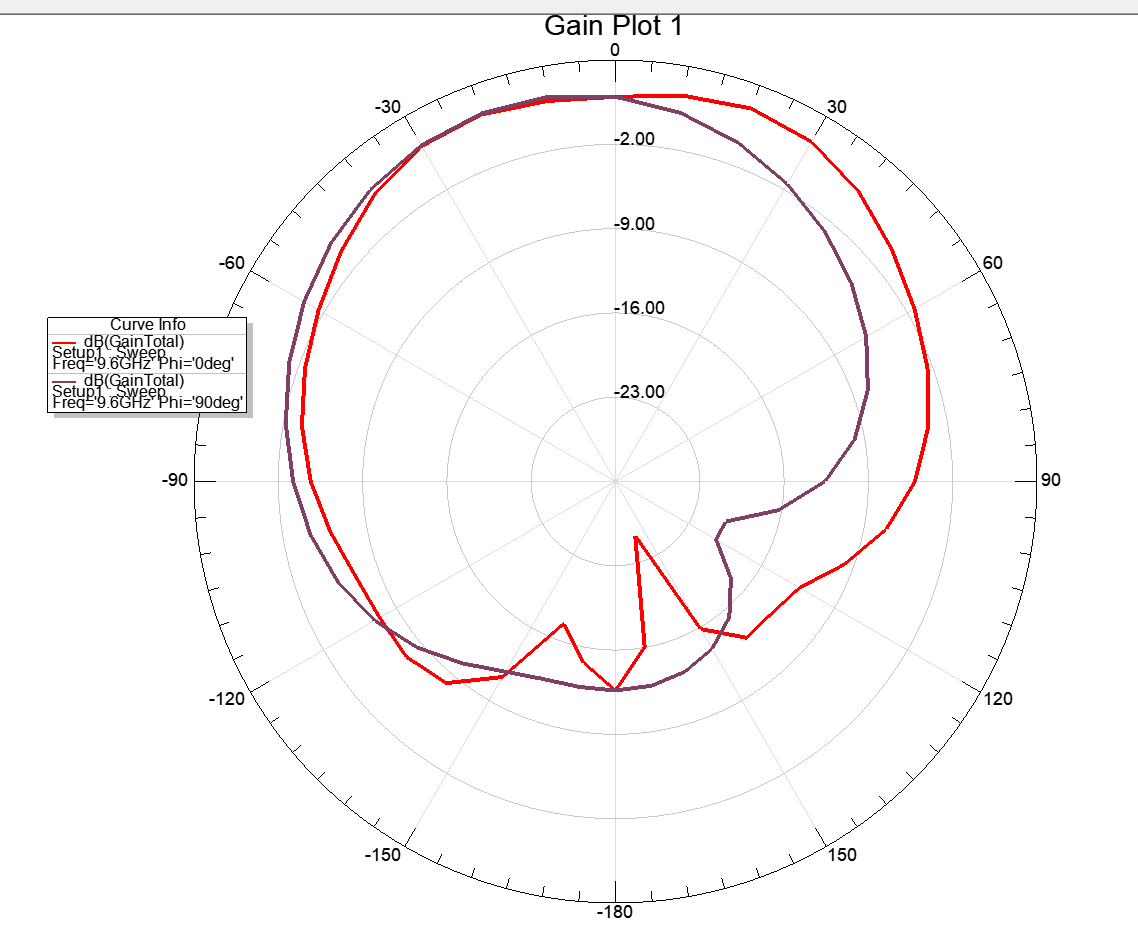 Gain Plot 1
0
-30
30
-2.00
-9.00
-60
60
-16.00
Curve Info
dB(GainTotal)
Setup1 : Sweep
Freq='9.6GHz' Phi='0deg'
dB(GainTotal)
Setup1 : Sweep
Freq='9.6GHz' Phi='90deg'
-23.00
-90
90
-120
120
-150
150
-180